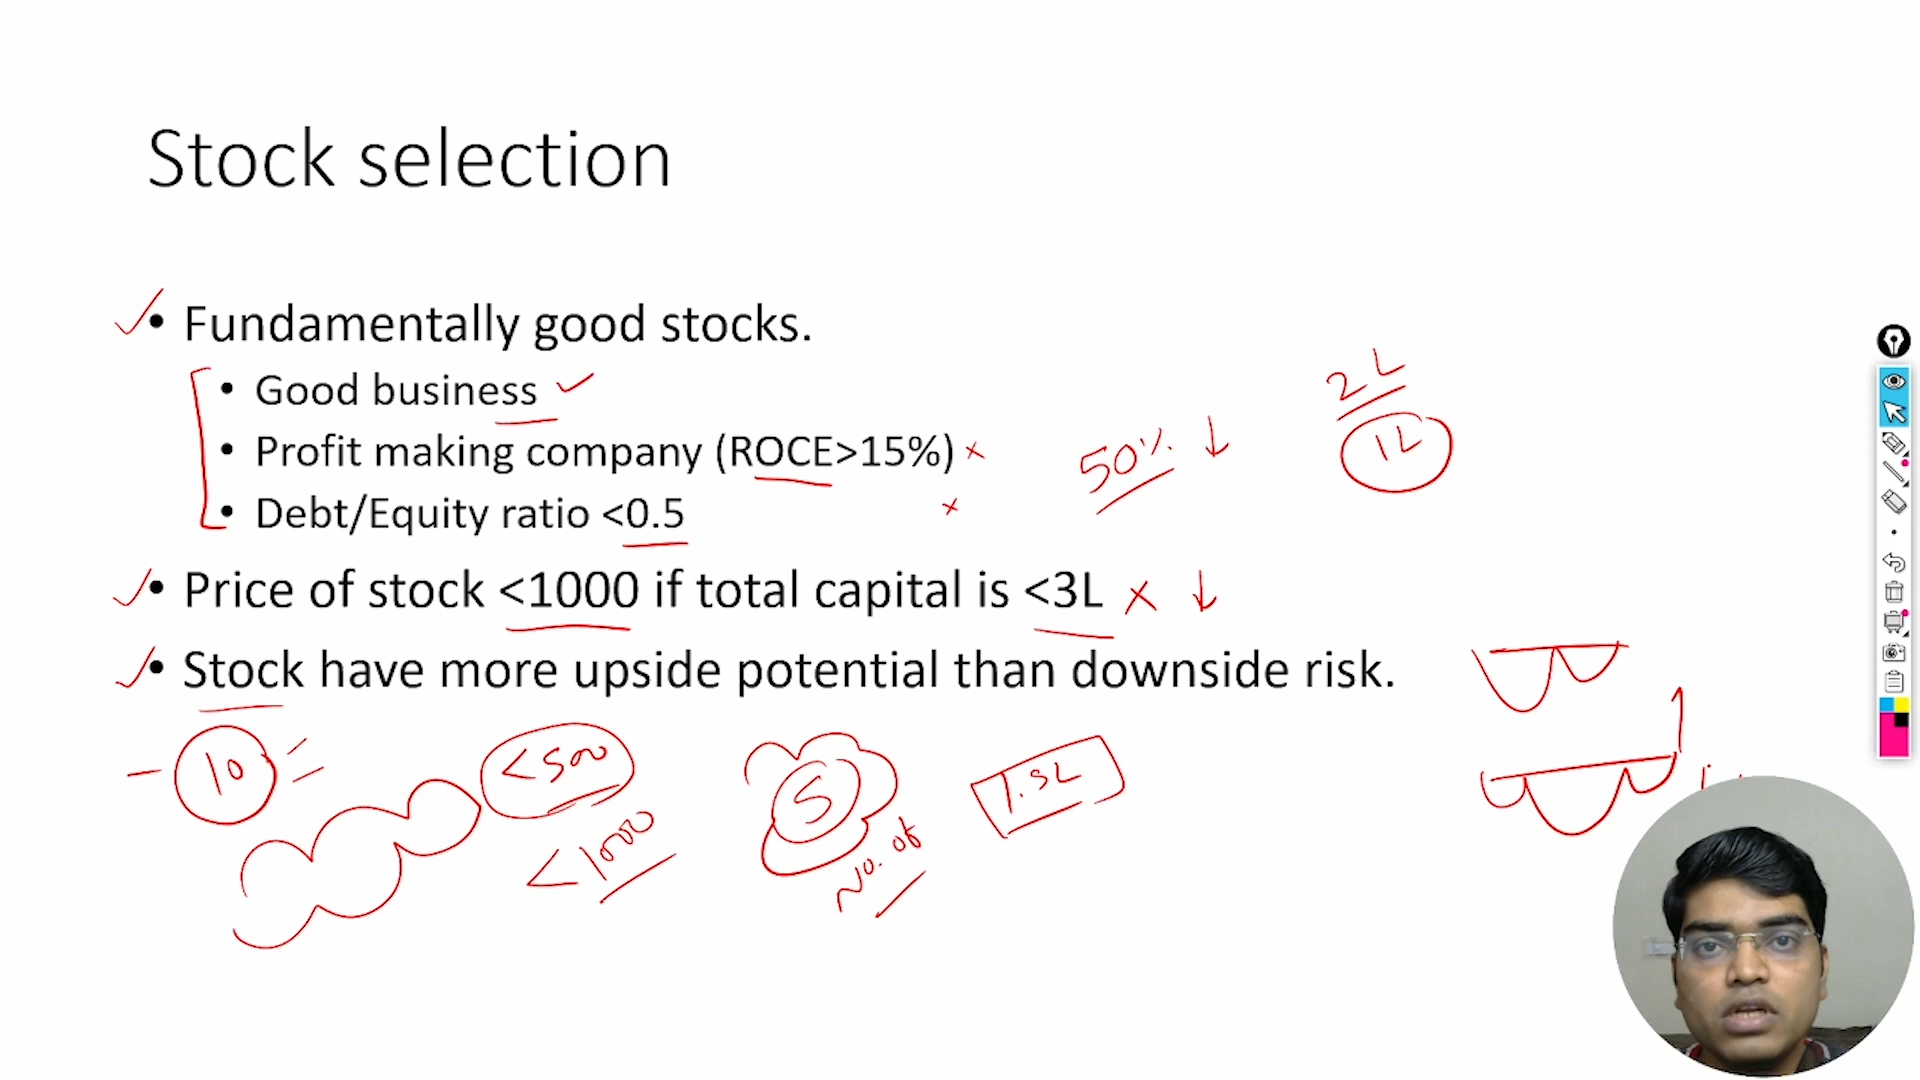 Stock selection
• Fundamentally good stocks.
• Good business
• Profit making company (ROCE>15%)
• Debt/Equity ratio <0.5
• Price of stock <1000 if total capital is <3L
• Stock have more upside potential than downside risk.
50% ↓
2L
1L
10
<500
<1000
5
No. of